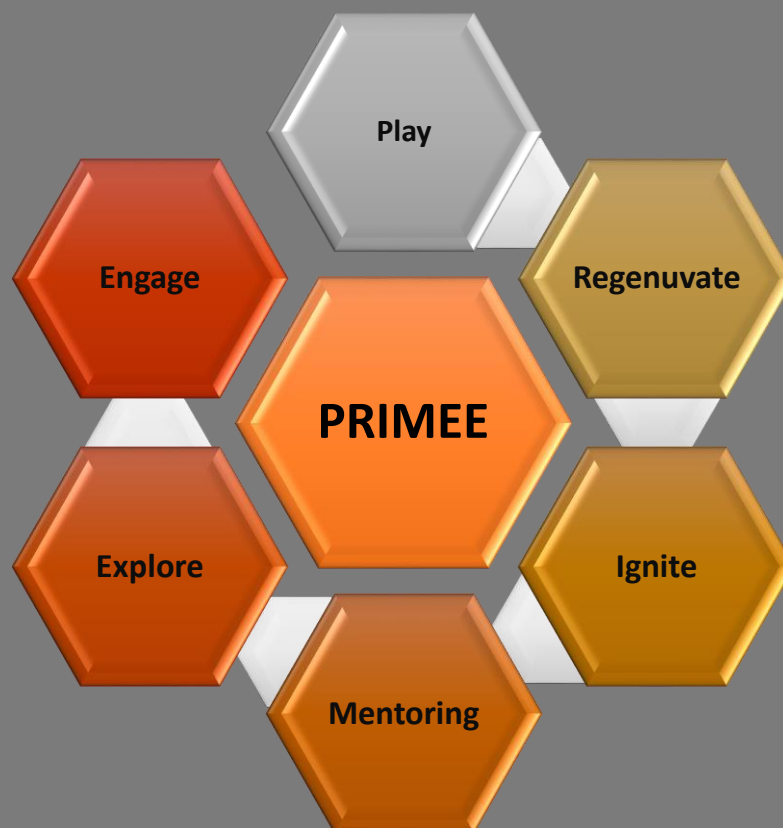 Play
Regenuvate
Ignite
Mentoring
Explore
Engage
PRIMEE